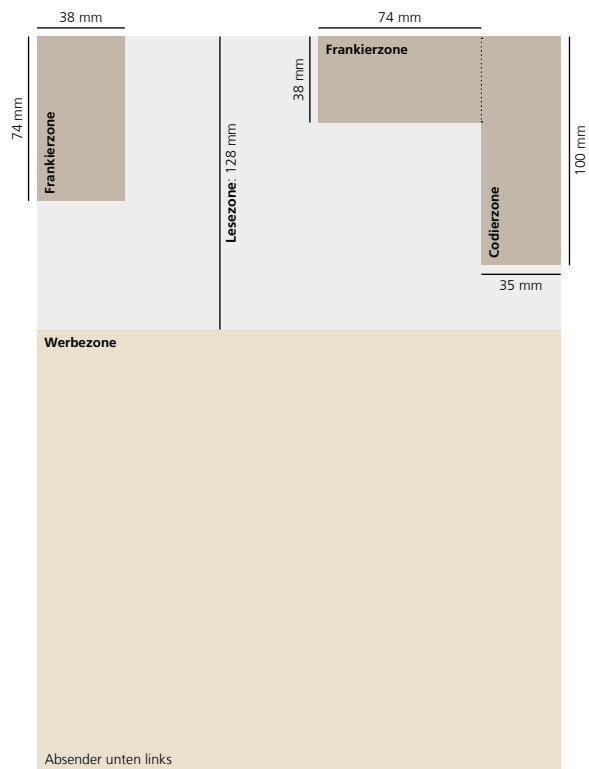 38 mm
74 mm
Frankierzone
Lesezone: 128 mm
74 mm
38 mm
Frankierzone
Codierzone
100 mm
35 mm
Werbezone
Absender unten links